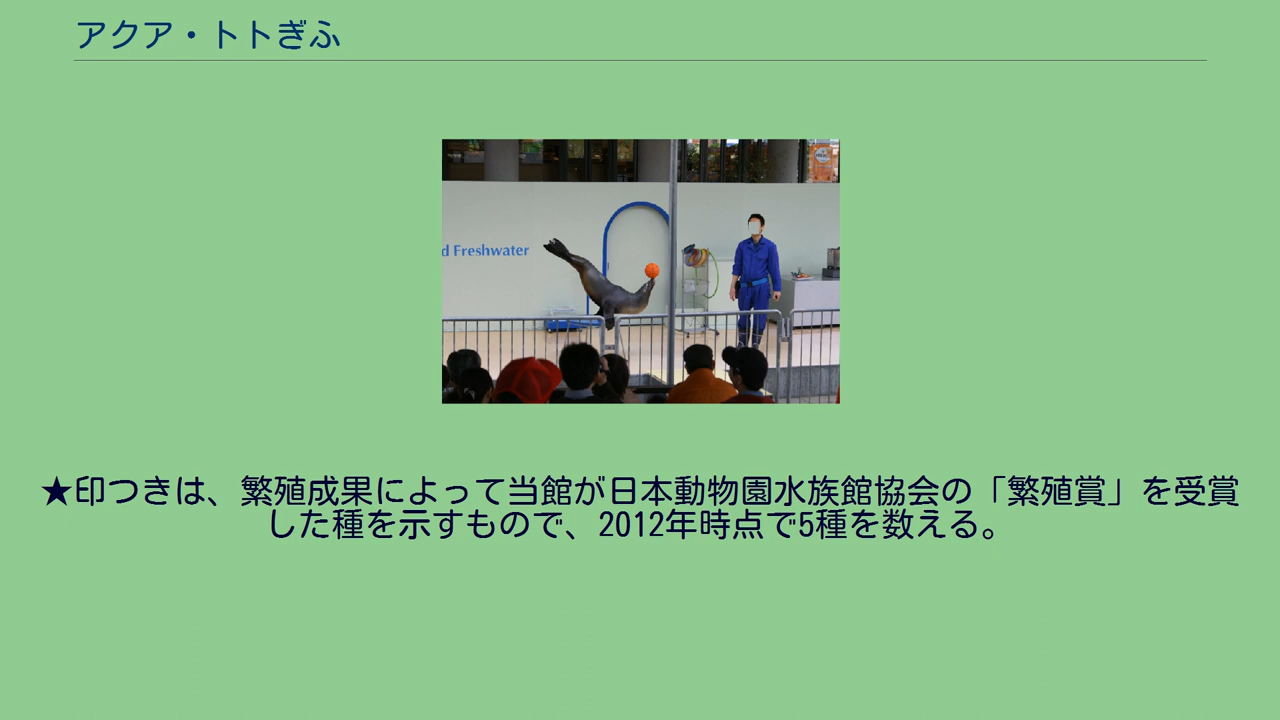 アクア・トトぎふ
d Freshwater
★印つきは、繁殖成果によって当館が日本動物園水族館協会の「繁殖賞」を受賞
した種を示すもので、2012年時点で5種を数える。